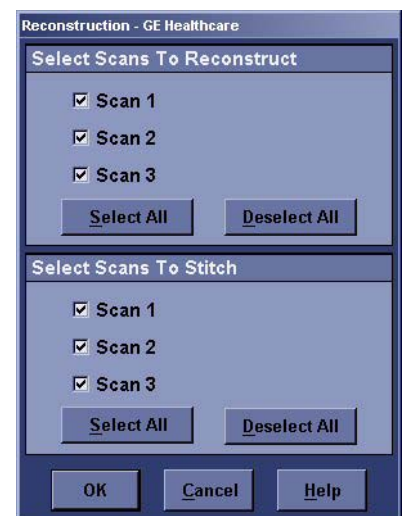 Reconstruction - GE Healthcare
Select Scans To Reconstruct
Scan 1
Scan 2
Scan 3
Select All Deselect All
Select Scans To Stitch
Scan 1
Scan 2
Scan 3
Select All Deselect All
OK Cancel Help